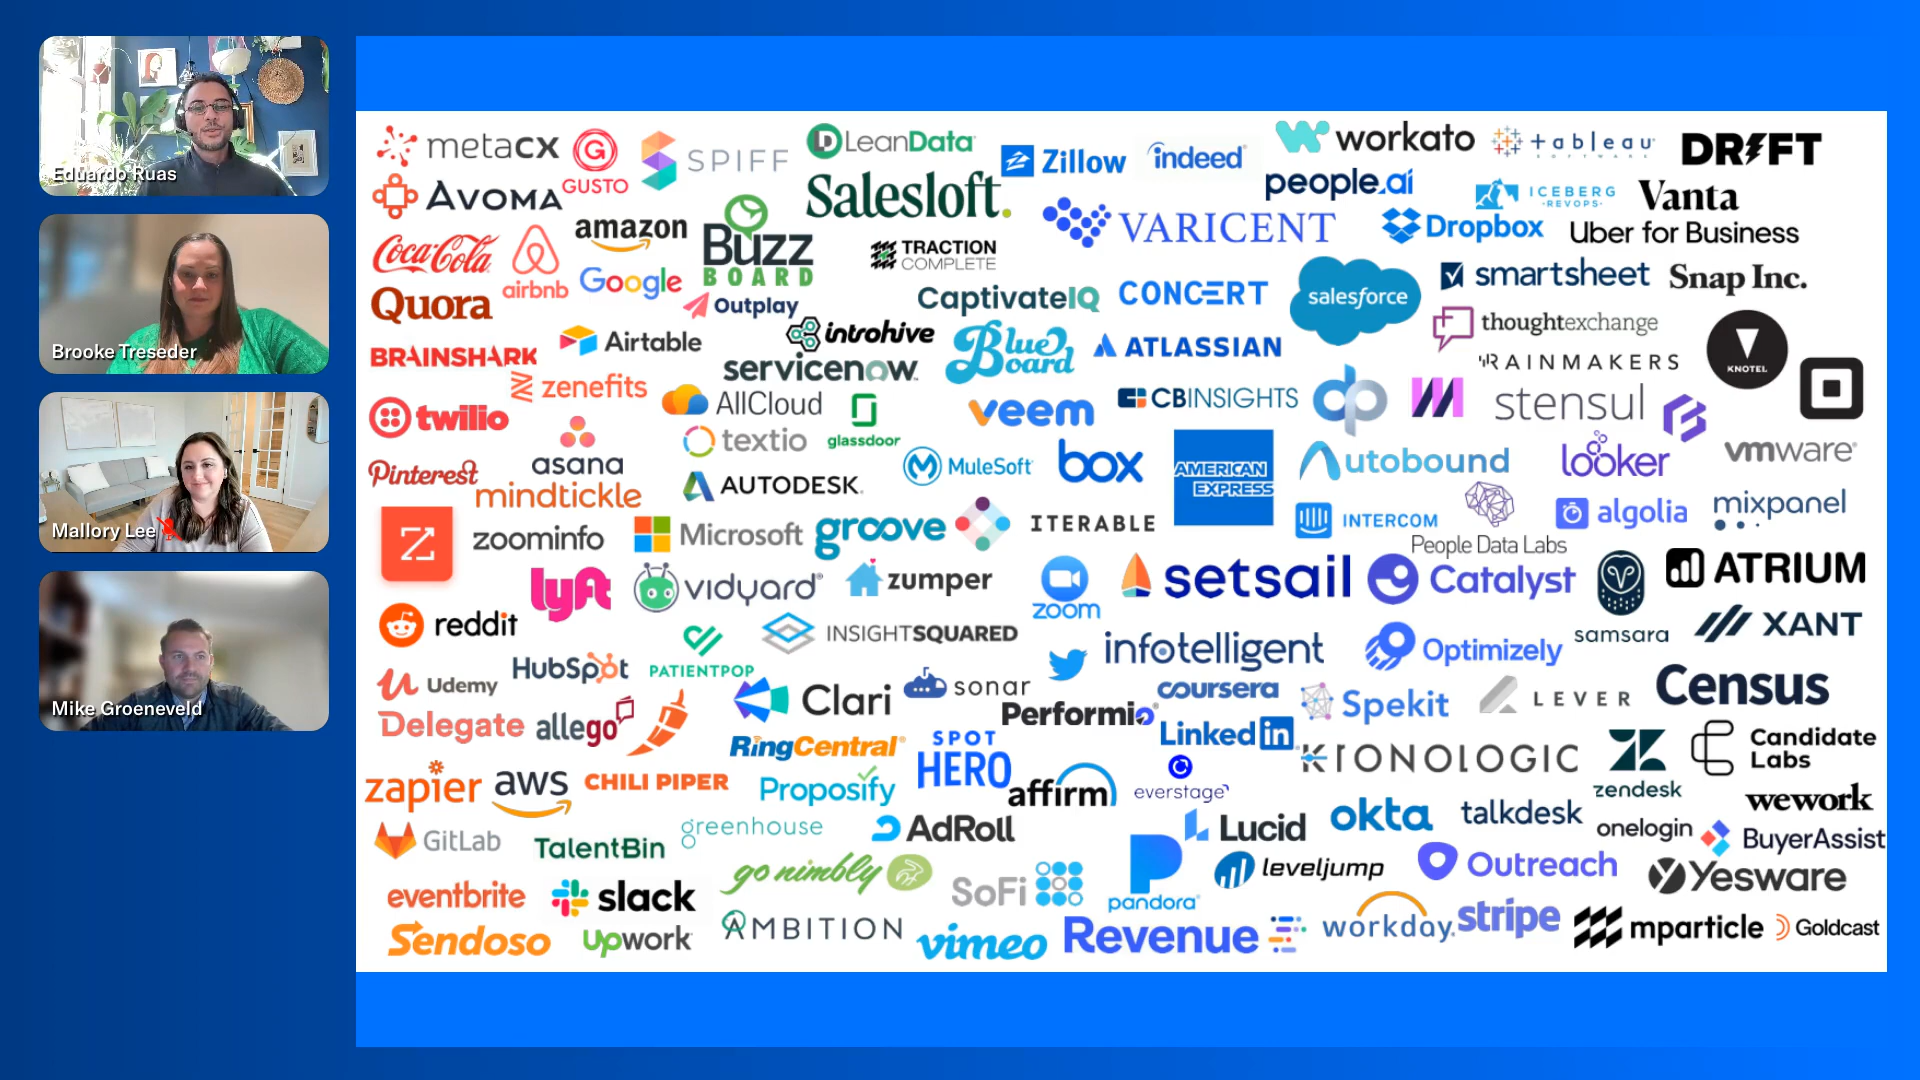 Eduardo Ruas
Brooke Treseder
Mallory Lee
Mike Groeneveld
metacx
GUSTO
SPIFF
LeanData
Zillow
indeed
workato
tableau
SOFTWARE
DRIFT
AVOMA
Salesloft.
people.ai
ICEBERG
-REVOPS-
Vanta
Coca-Cola
airbnb
amazon
Google
BUZZ
BOARD
TRACTION
COMPLETE
VARICENT
Dropbox
Uber for Business
Quora
Outplay
CaptivateIQ
CONCERT
salesforce
smartsheet
Snap Inc.
BRAINSHARK
Airtable
introhive
Blue
Board
ATLASSIAN
thoughtexchange
RAINMAKERS
KNOTEL
servicenow
zenefits
twilio
AllCloud
glassdoor
veem
CBINSIGHTS
dp
stensul
asana
textio
Pinterest
mindtickle
AUTODESK.
MuleSoft
box
AMERICAN
EXPRESS
Autobound
looker
vmware
zoominfo
Microsoft
groove
ITERABLE
INTERCOM
People Data Labs
algolia
mixpanel
lyft
vidyard
zumper
zoom
setsail
Catalyst
samsara
ATRIUM
reddit
INSIGHTSQUARED
infotelligent
Optimizely
XANT
Udemy
HubSpot
PATIENTPOP
Clari
sonar
coursera
Spekit
LEVER
Census
Delegate
allego
RingCentral
Performio
LinkedIn
KRONOLOGIC
zendesk
Candidate
Labs
zapier
aws
CHILI PIPER
Proposify
SPOT
HERO
affirm
everstage
okta
talkdesk
wework
GitLab
TalentBin
greenhouse
AdRoll
Lucid
onelogin
BuyerAssist
eventbrite
slack
go nimbly
SoFi
pandora
leveljump
Outreach
Yesware
Sendoso
upwork
AMBITION
vimeo
Revenue
workday.
stripe
mparticle
Goldcast